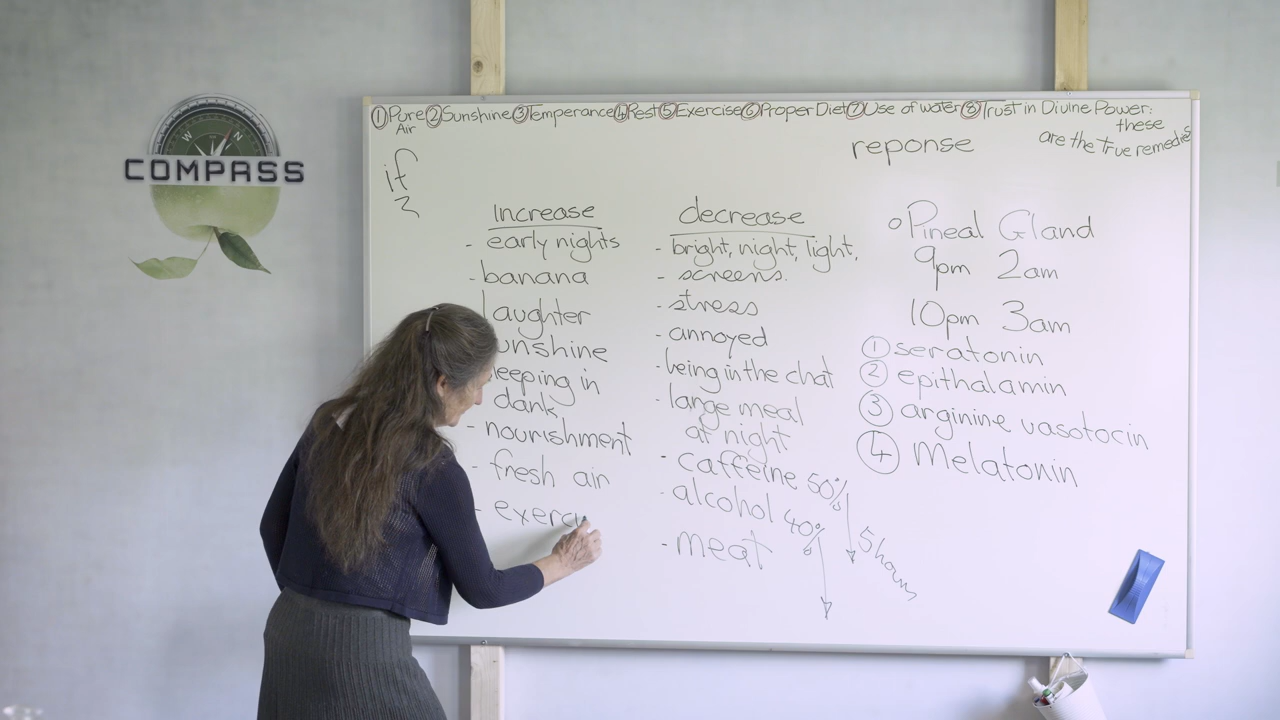 COMPASS
N
W
①Pure ②Sunshine ③Temperance ④Rest ⑤Exercise ⑥Proper Diet ⑦Use of water ⑧Trust in Divine Power:
Air
these
are the true remedies
reponse
if
Increase
- early nights
- banana
laughter
unshine
eeping in
dark,
- nourishment
- fresh air
- exerci
decrease
- bright, night, light,
- screens.
- stress
- annoyed
- being in the chat
- large meal
at night
- caffeine 50%
- alcohol 40%
- meat
5 hours
Pineal Gland
9pm 2am
10pm 3am
① seratonin
② epithalamin
③ arginine vasotocin
④ Melatonin